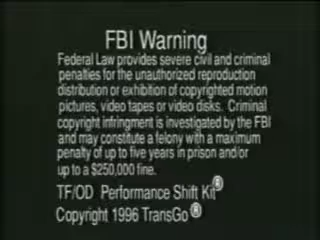 FBI Warning
Federal Law provides severe civil and criminal
penalties for the unauthorized reproduction
distribution or exhibition of copyrighted motion
pictures, video tapes or video disks. Criminal
copyright infringment is investigated by the FBI
and may constitute a felony with a maximum
penalty of up to five years in prison and/or
up to a $250,000 fine.
TF/OD Performance Shift Kit®
Copyright 1996 TransGo®